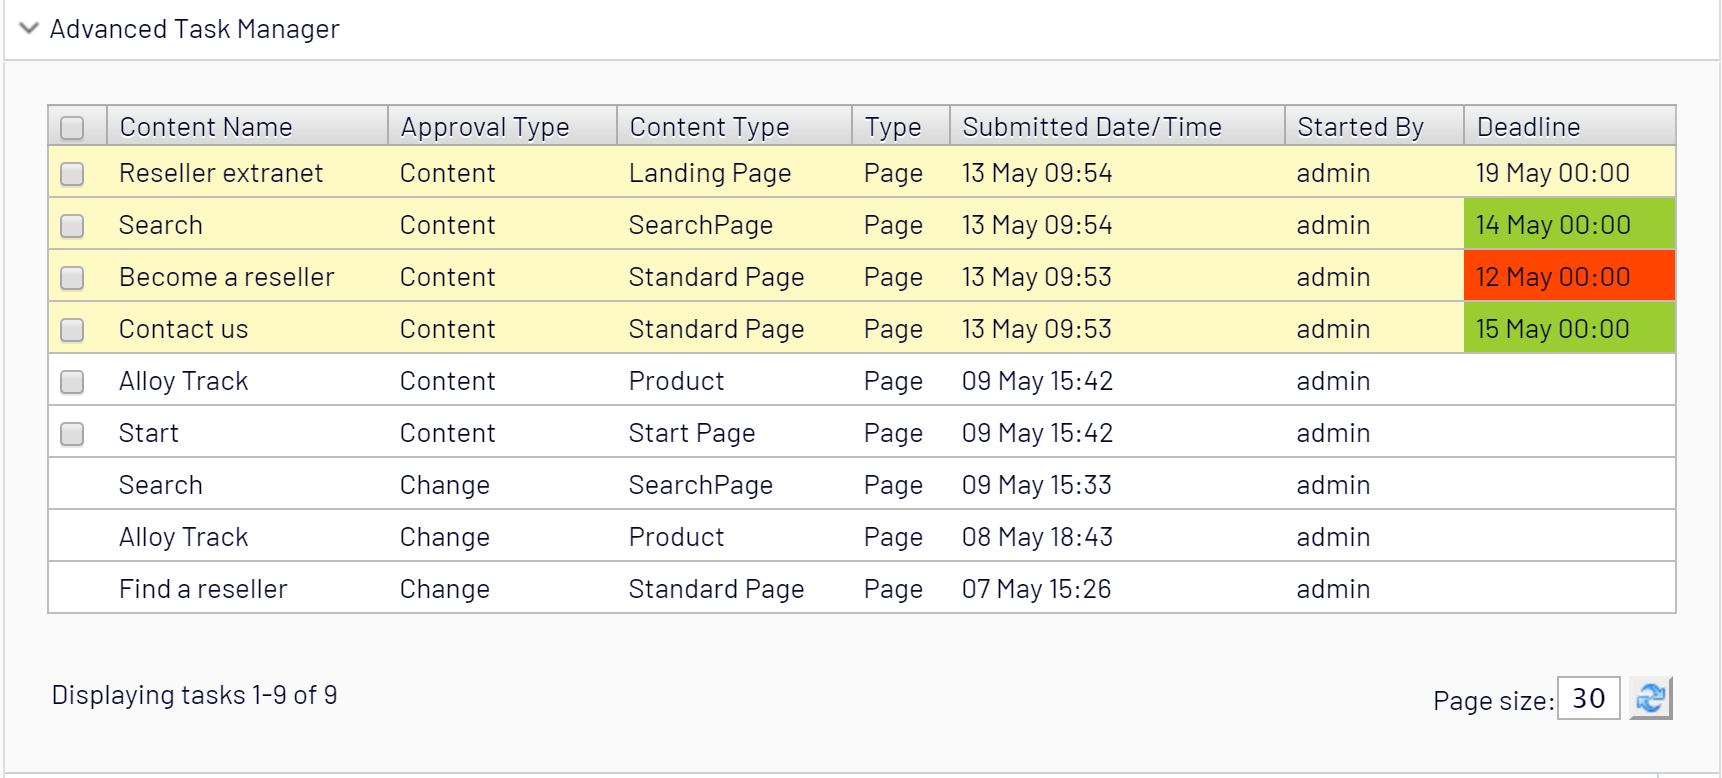 Advanced Task Manager
Content Name Approval Type Content Type Type Submitted Date/Time Started By Deadline
Reseller extranet Content Landing Page Page 13 May 09:54 admin 19 May 00:00
Search Content SearchPage Page 13 May 09:54 admin 14 May 00:00
Become a reseller Content Standard Page Page 13 May 09:53 admin 12 May 00:00
Contact us Content Standard Page Page 13 May 09:53 admin 15 May 00:00
Alloy Track Content Product Page 09 May 15:42 admin
Start Content Start Page Page 09 May 15:42 admin
Search Change SearchPage Page 09 May 15:33 admin
Alloy Track Change Product Page 08 May 18:43 admin
Find a reseller Change Standard Page Page 07 May 15:26 admin
Displaying tasks 1-9 of 9
Page size: 30